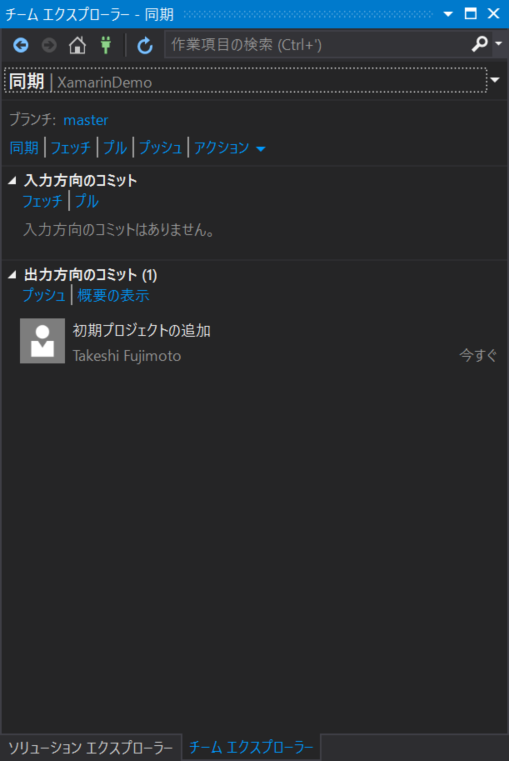 チーム エクスプローラー - 同期
作業項目の検索 (Ctrl+')
同期 | XamarinDemo
ブランチ: master
同期 | フェッチ | プル | プッシュ | アクション
入力方向のコミット
フェッチ | プル
入力方向のコミットはありません。
出力方向のコミット (1)
プッシュ | 概要の表示
初期プロジェクトの追加
Takeshi Fujimoto 今すぐ
ソリューション エクスプローラー チーム エクスプローラー